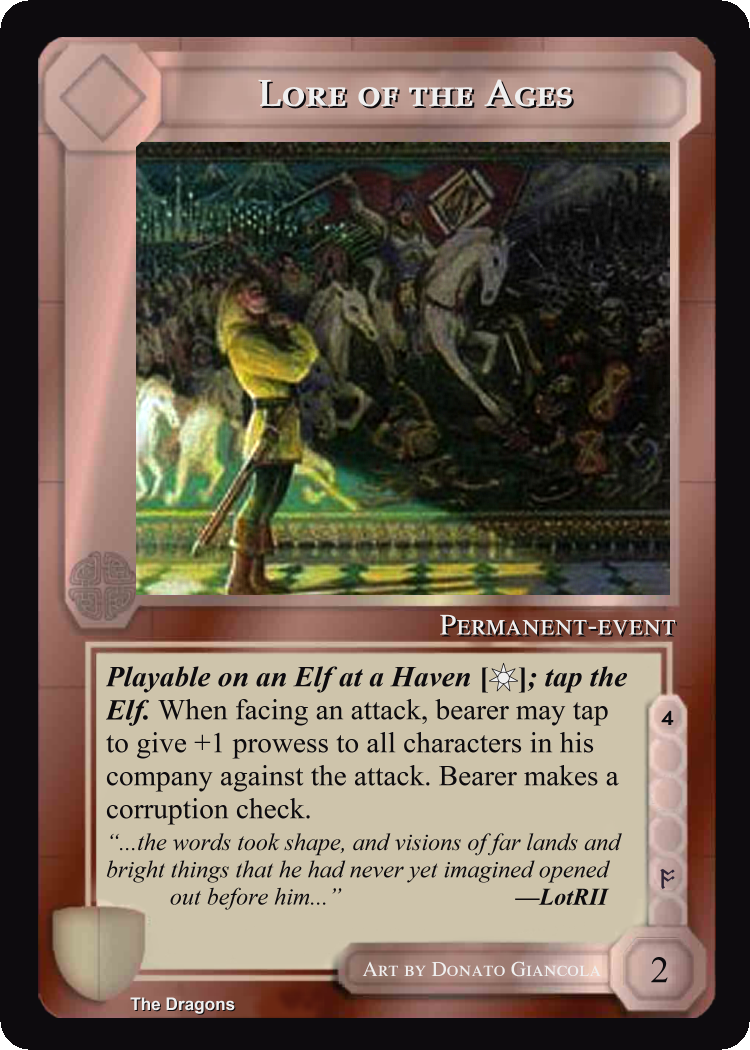 Lore of the Ages
Permanent-event
Playable on an Elf at a Haven [☼]; tap the
Elf. When facing an attack, bearer may tap
to give +1 prowess to all characters in his
company against the attack. Bearer makes a
corruption check.
“...the words took shape, and visions of far lands and
bright things that he had never yet imagined opened
out before him...” —LotRII
4
ᚩ
Art by Donato Giancola
2
The Dragons